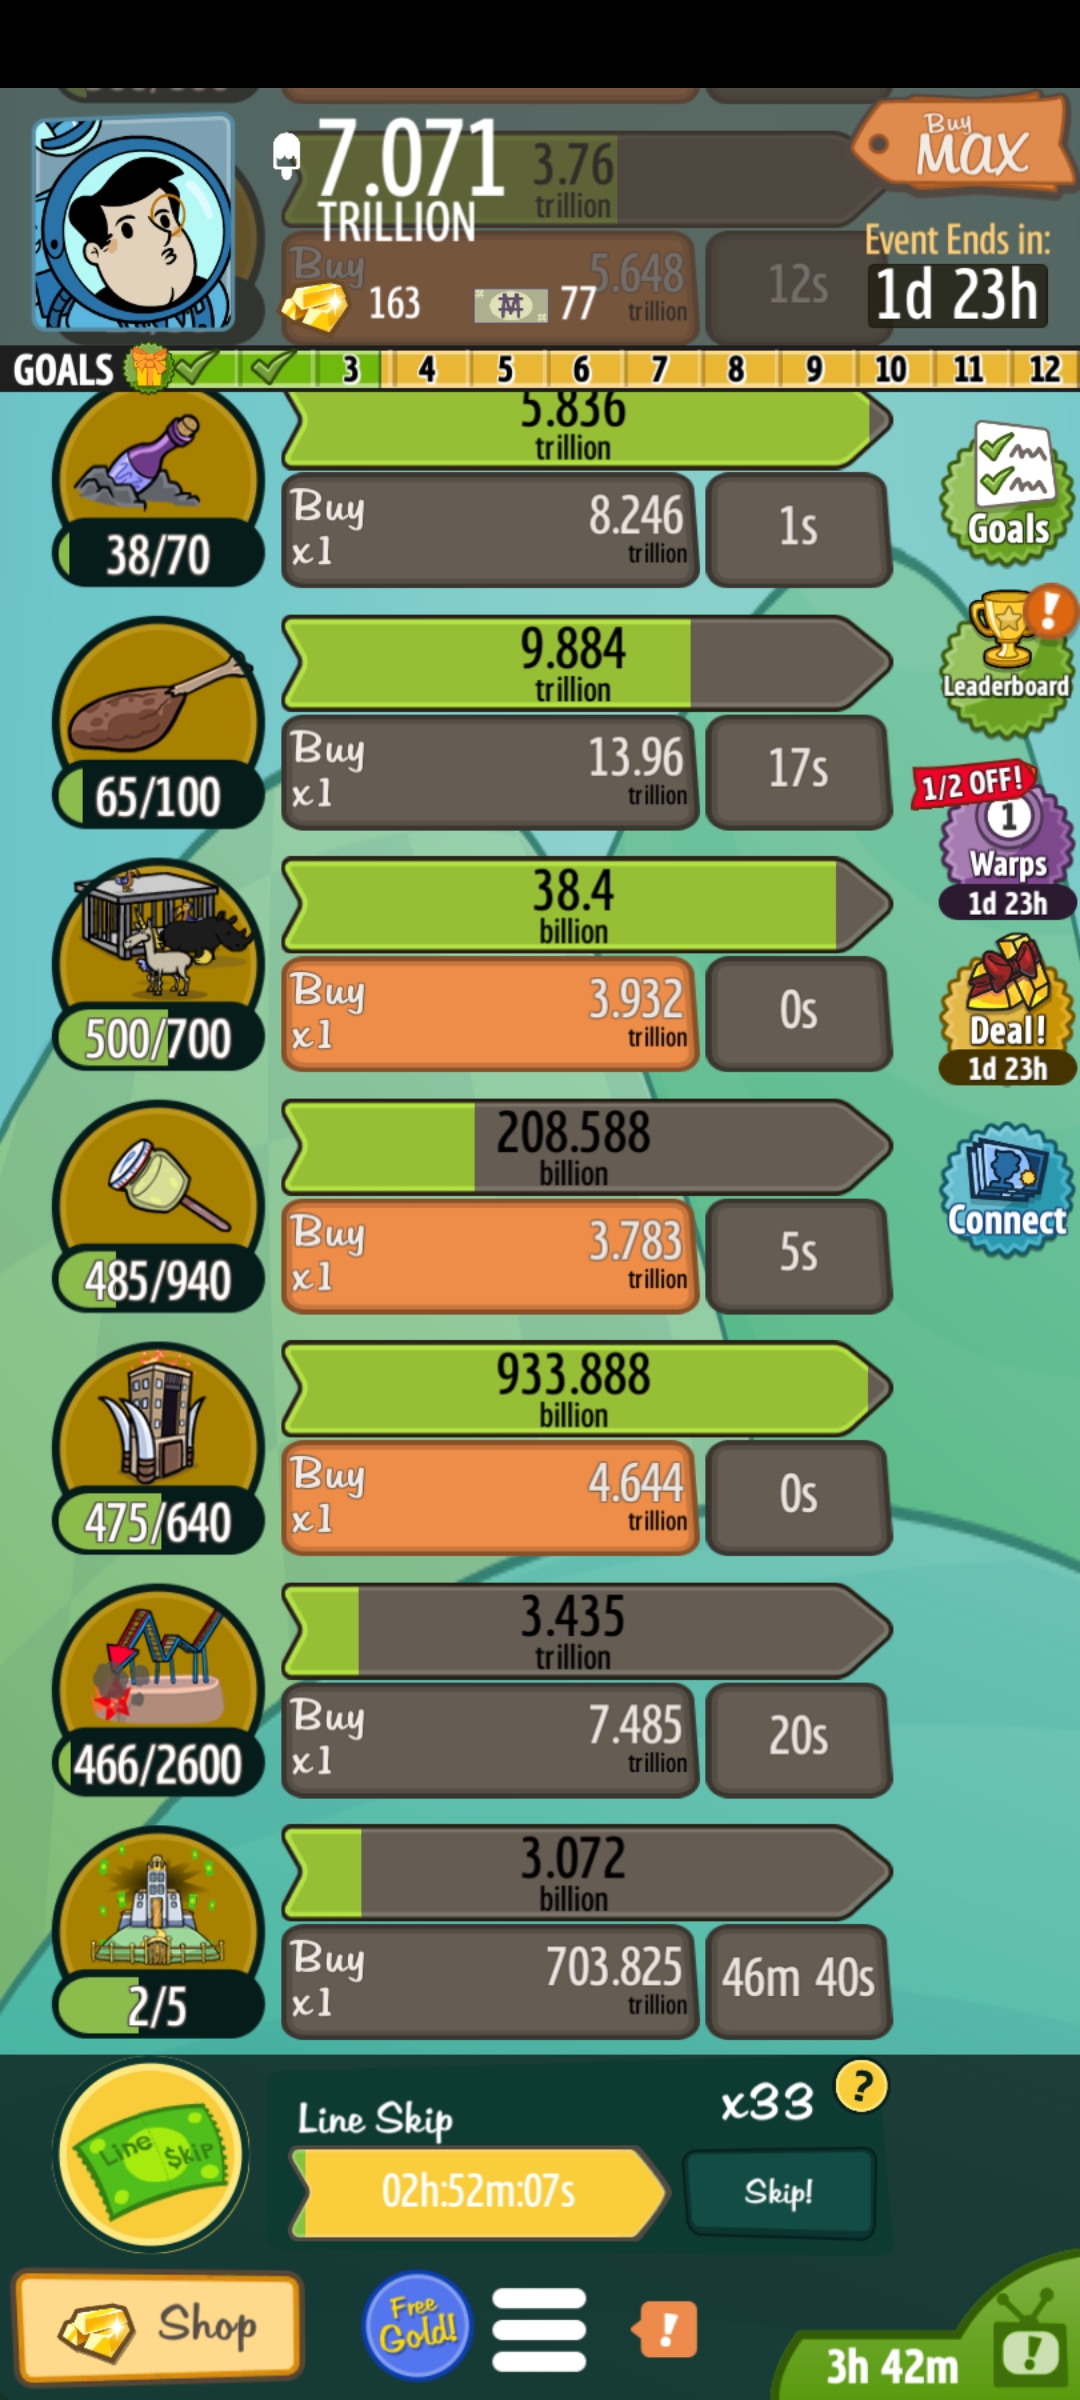 7.071
TRILLION
3.76
trillion
Buy
MAX
Buy
5.648
trillion
12s
163
77
Event Ends in:
1d 23h
GOALS
3
4
5
6
7
8
9
10
11
12
5.836
trillion
38/70
Buy
x1
8.246
trillion
1s
Goals
9.884
trillion
65/100
Buy
x1
13.96
trillion
17s
!
Leaderboard
1/2 OFF!
1
Warps
1d 23h
38.4
billion
500/700
Buy
x1
3.932
trillion
0s
Deal!
1d 23h
208.588
billion
485/940
Buy
x1
3.783
trillion
5s
Connect
933.888
billion
475/640
Buy
x1
4.644
trillion
0s
3.435
trillion
466/2600
Buy
x1
7.485
trillion
20s
3.072
billion
2/5
Buy
x1
703.825
trillion
46m 40s
Line $kip
Line Skip
x33
?
02h:52m:07s
Skip!
Shop
Free
Gold!
!
3h 42m
!